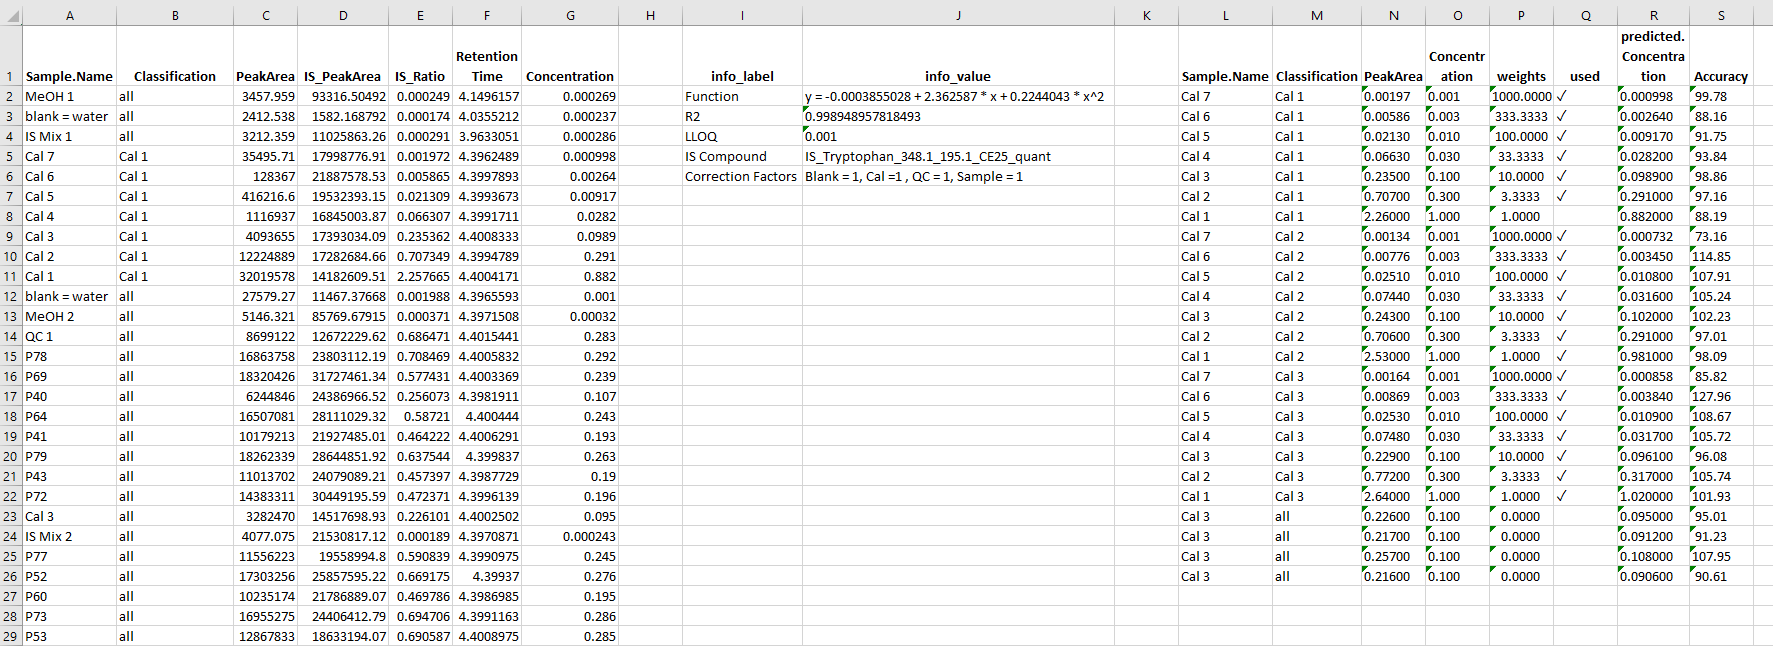 A B C D E F G H I J K L M N O P Q R S
1 Sample.Name Classification PeakArea IS_PeakArea IS_Ratio Retention Time Concentration info_label info_value Sample.Name Classification PeakArea Concentr ation weights used predicted. Concentra tion Accuracy
2 MeOH 1 all 3457.959 93316.50492 0.000249 4.1496157 0.000269 Function y = -0.0003855028 + 2.362587 * x + 0.2244043 * x^2 Cal 7 Cal 1 0.00197 0.001 1000.0000 ✓ 0.000998 99.78
3 blank = water all 2412.538 1582.168792 0.000174 4.0355212 0.000237 R2 0.998948957818493 Cal 6 Cal 1 0.00586 0.003 333.3333 ✓ 0.002640 88.16
4 IS Mix 1 all 3212.359 11025863.26 0.000291 3.9633051 0.000286 LLOQ 0.001 Cal 5 Cal 1 0.02130 0.010 100.0000 ✓ 0.009170 91.75
5 Cal 7 Cal 1 35495.71 17998776.91 0.001972 4.3962489 0.000998 IS Compound IS_Tryptophan_348.1_195.1_CE25_quant Cal 4 Cal 1 0.06630 0.030 33.3333 ✓ 0.028200 93.84
6 Cal 6 Cal 1 128367 21887578.53 0.005865 4.3997893 0.00264 Correction Factors Blank = 1, Cal =1 , QC = 1, Sample = 1 Cal 3 Cal 1 0.23500 0.100 10.0000 ✓ 0.098900 98.86
7 Cal 5 Cal 1 416216.6 19532393.15 0.021309 4.3993673 0.00917 Cal 2 Cal 1 0.70700 0.300 3.3333 ✓ 0.291000 97.16
8 Cal 4 Cal 1 1116937 16845003.87 0.066307 4.3991711 0.0282 Cal 1 Cal 1 2.26000 1.000 1.0000 0.882000 88.19
9 Cal 3 Cal 1 4093655 17393034.09 0.235362 4.4008333 0.0989 Cal 7 Cal 2 0.00134 0.001 1000.0000 ✓ 0.000732 73.16
10 Cal 2 Cal 1 12224889 17282684.66 0.707349 4.3994789 0.291 Cal 6 Cal 2 0.00776 0.003 333.3333 ✓ 0.003450 114.85
11 Cal 1 Cal 1 32019578 14182609.51 2.257665 4.4004171 0.882 Cal 5 Cal 2 0.02510 0.010 100.0000 ✓ 0.010800 107.91
12 blank = water all 27579.27 11467.37668 0.001988 4.3965593 0.001 Cal 4 Cal 2 0.07440 0.030 33.3333 ✓ 0.031600 105.24
13 MeOH 2 all 5146.321 85769.67915 0.000371 4.3971508 0.00032 Cal 3 Cal 2 0.24300 0.100 10.0000 ✓ 0.102000 102.23
14 QC 1 all 8699122 12672229.62 0.686471 4.4015441 0.283 Cal 2 Cal 2 0.70600 0.300 3.3333 ✓ 0.291000 97.01
15 P78 all 16863758 23803112.19 0.708469 4.4005832 0.292 Cal 1 Cal 2 2.53000 1.000 1.0000 ✓ 0.981000 98.09
16 P69 all 18320426 31727461.34 0.577431 4.4003369 0.239 Cal 7 Cal 3 0.00164 0.001 1000.0000 ✓ 0.000858 85.82
17 P40 all 6244846 24386966.52 0.256073 4.3981911 0.107 Cal 6 Cal 3 0.00869 0.003 333.3333 ✓ 0.003840 127.96
18 P64 all 16507081 28111029.32 0.58721 4.400444 0.243 Cal 5 Cal 3 0.02530 0.010 100.0000 ✓ 0.010900 108.67
19 P41 all 10179213 21927485.01 0.464222 4.4006291 0.193 Cal 4 Cal 3 0.07480 0.030 33.3333 ✓ 0.031700 105.72
20 P79 all 18262339 28644851.92 0.637544 4.399837 0.263 Cal 3 Cal 3 0.22900 0.100 10.0000 ✓ 0.096100 96.08
21 P43 all 11013702 24079089.21 0.457397 4.3987729 0.19 Cal 2 Cal 3 0.77200 0.300 3.3333 ✓ 0.317000 105.74
22 P72 all 14383311 30449195.59 0.472371 4.3996139 0.196 Cal 1 Cal 3 2.64000 1.000 1.0000 ✓ 1.020000 101.93
23 Cal 3 all 3282470 14517698.93 0.226101 4.4002502 0.095 Cal 3 all 0.22600 0.100 0.0000 0.095000 95.01
24 IS Mix 2 all 4077.075 21530817.12 0.000189 4.3970871 0.000243 Cal 3 all 0.21700 0.100 0.0000 0.091200 91.23
25 P77 all 11556223 19558994.8 0.590839 4.3990975 0.245 Cal 3 all 0.25700 0.100 0.0000 0.108000 107.95
26 P52 all 17303256 25857595.22 0.669175 4.39937 0.276 Cal 3 all 0.21600 0.100 0.0000 0.090600 90.61
27 P60 all 10235174 21786889.07 0.469786 4.3986985 0.195
28 P73 all 16955275 24406412.79 0.694706 4.3991163 0.286
29 P53 all 12867833 18633194.07 0.690587 4.4008975 0.285